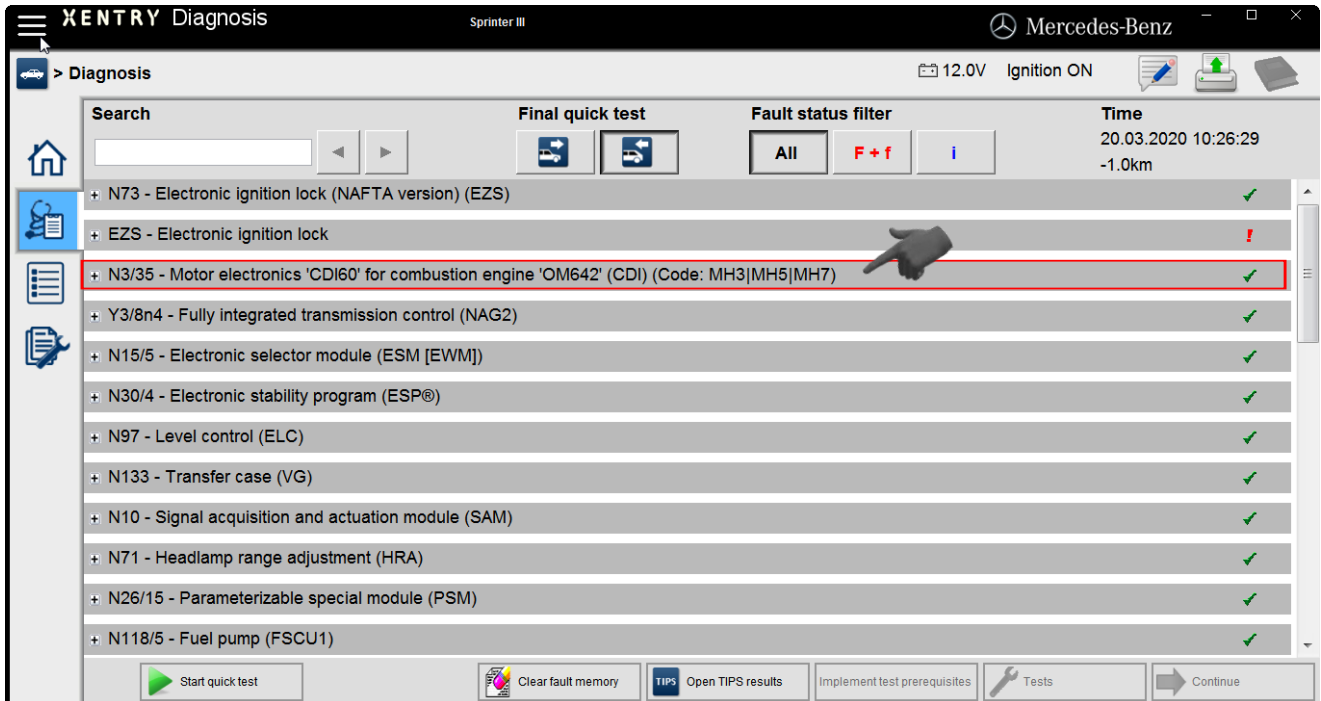 XENTRY Diagnosis
Sprinter III
Mercedes-Benz
> Diagnosis
12.0V
Ignition ON
Search
Final quick test
Fault status filter
Time
All
F + f
i
20.03.2020 10:26:29
-1.0km
+ N73 - Electronic ignition lock (NAFTA version) (EZS)
+ EZS - Electronic ignition lock
!
+ N3/35 - Motor electronics 'CDI60' for combustion engine 'OM642' (CDI) (Code: MH3|MH5|MH7)
+ Y3/8n4 - Fully integrated transmission control (NAG2)
+ N15/5 - Electronic selector module (ESM [EWM])
+ N30/4 - Electronic stability program (ESP®)
+ N97 - Level control (ELC)
+ N133 - Transfer case (VG)
+ N10 - Signal acquisition and actuation module (SAM)
+ N71 - Headlamp range adjustment (HRA)
+ N26/15 - Parameterizable special module (PSM)
+ N118/5 - Fuel pump (FSCU1)
Start quick test
Clear fault memory
TIPS Open TIPS results
Implement test prerequisites
Tests
Continue